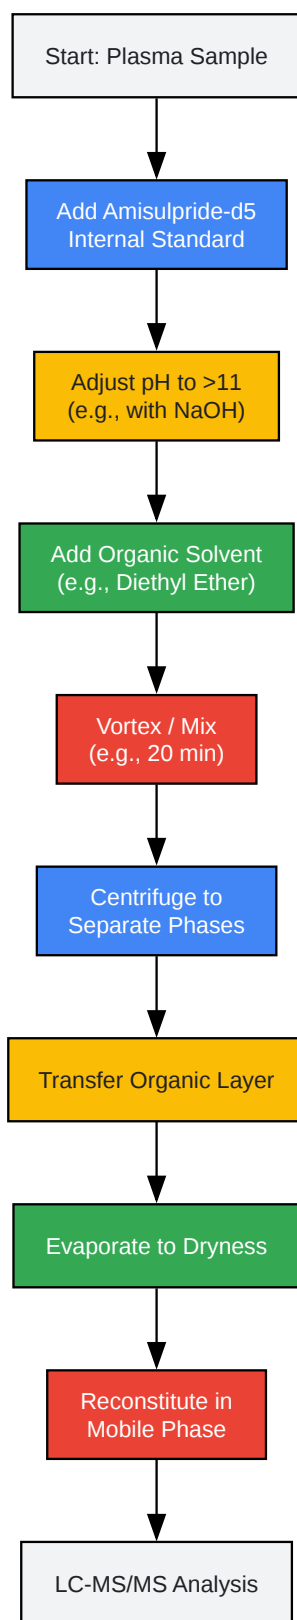 Start: Plasma Sample
Add Amisulpride-d5
Internal Standard
Adjust pH to >11
(e.g., with NaOH)
Add Organic Solvent
(e.g., Diethyl Ether)
Vortex / Mix
(e.g., 20 min)
Centrifuge to
Separate Phases
Transfer Organic Layer
Evaporate to Dryness
Reconstitute in
Mobile Phase
LC-MS/MS Analysis